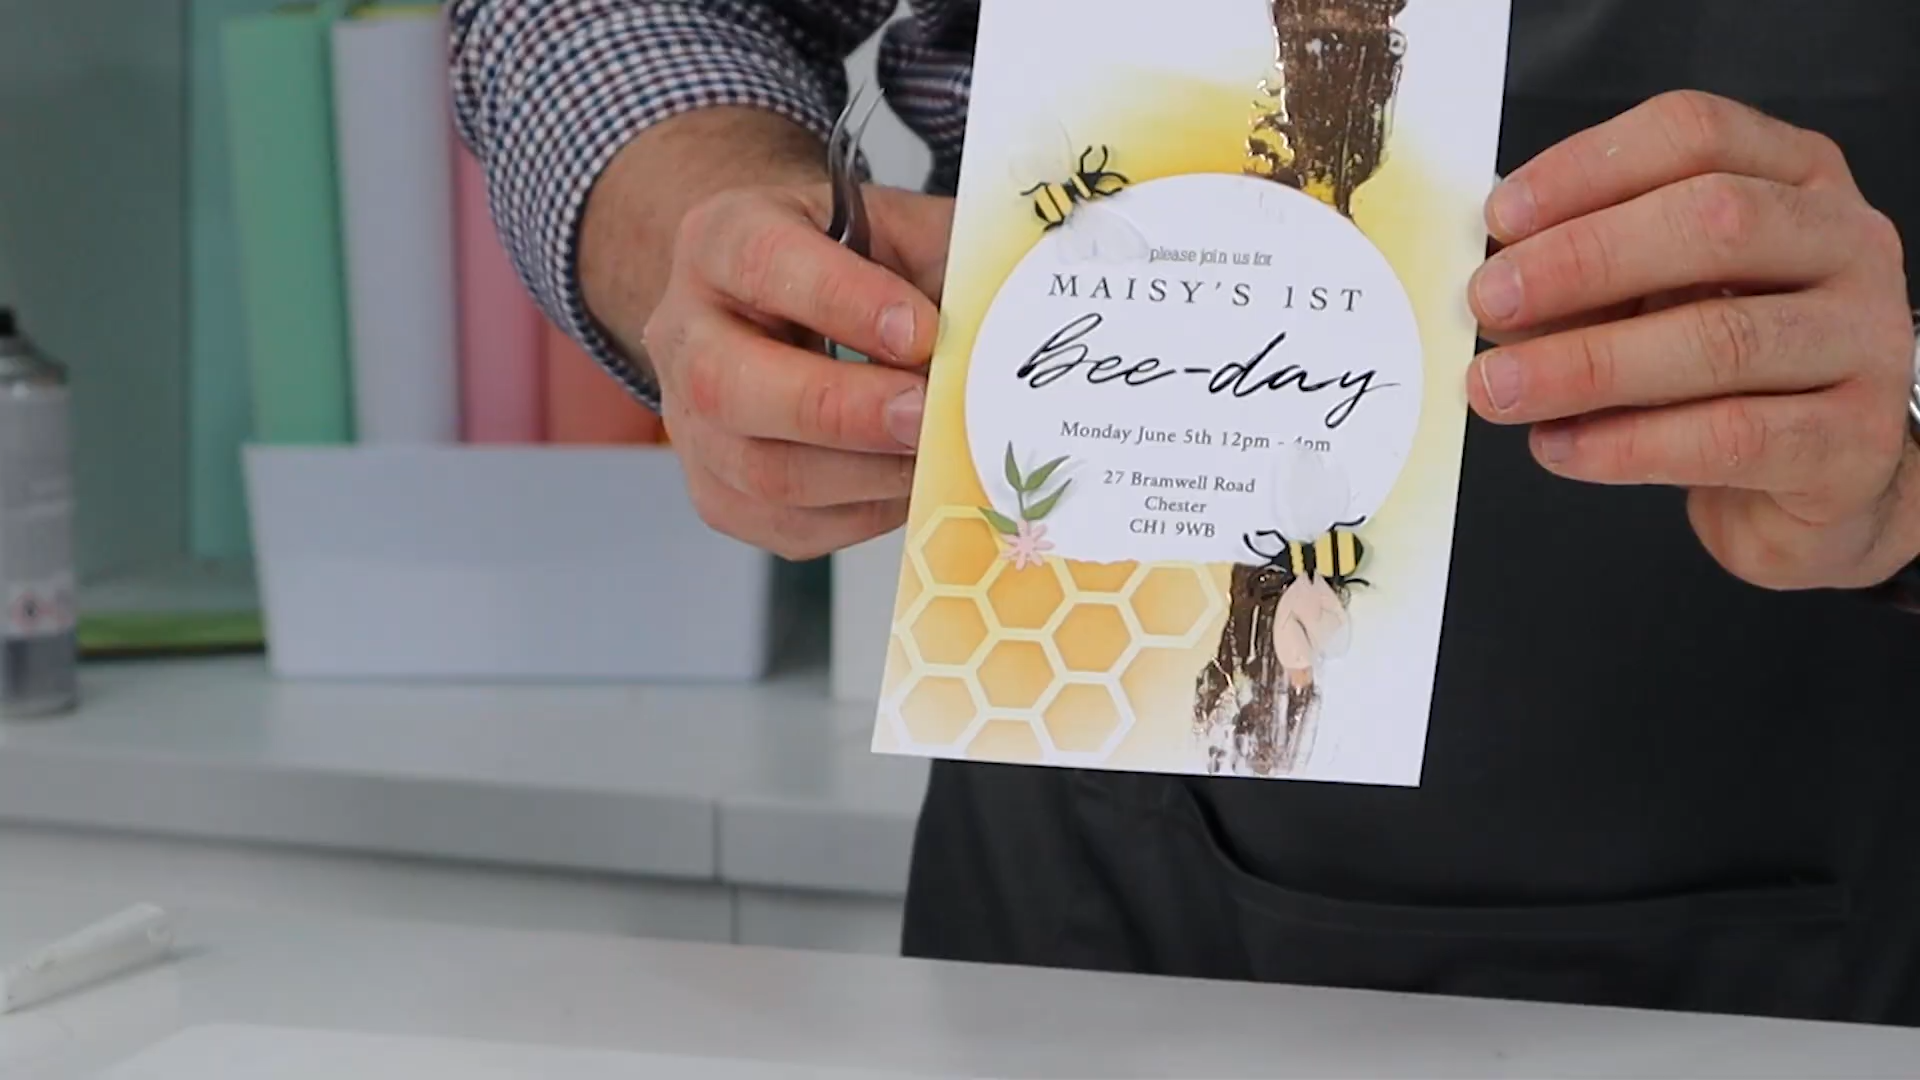 please join us for
MAISY'S 1ST
bee-day
Monday June 5th 12pm - 4pm
27 Bramwell Road
Chester
CH1 9WB